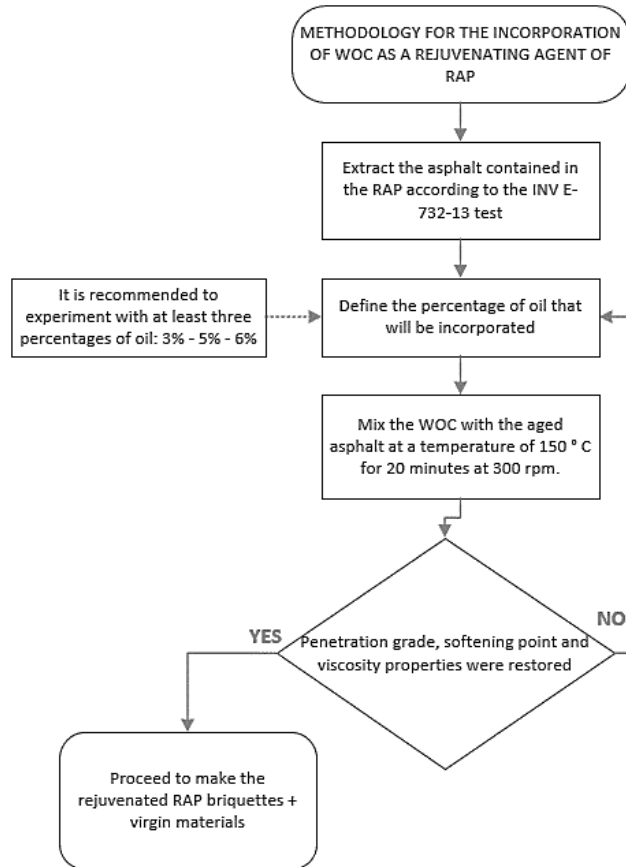 METHODOLOGY FOR THE INCORPORATION
OF WOC AS A REJUVENATING AGENT OF
RAP
Extract the asphalt contained in
the RAP according to the INV E-
732-13 test
It is recommended to
experiment with at least three
percentages of oil: 3% - 5% - 6%
Define the percentage of oil that
will be incorporated
Mix the WOC with the aged
asphalt at a temperature of 150 ° C
for 20 minutes at 300 rpm.
YES
NO
Penetration grade, softening point and
viscosity properties were restored
Proceed to make the
rejuvenated RAP briquettes +
virgin materials